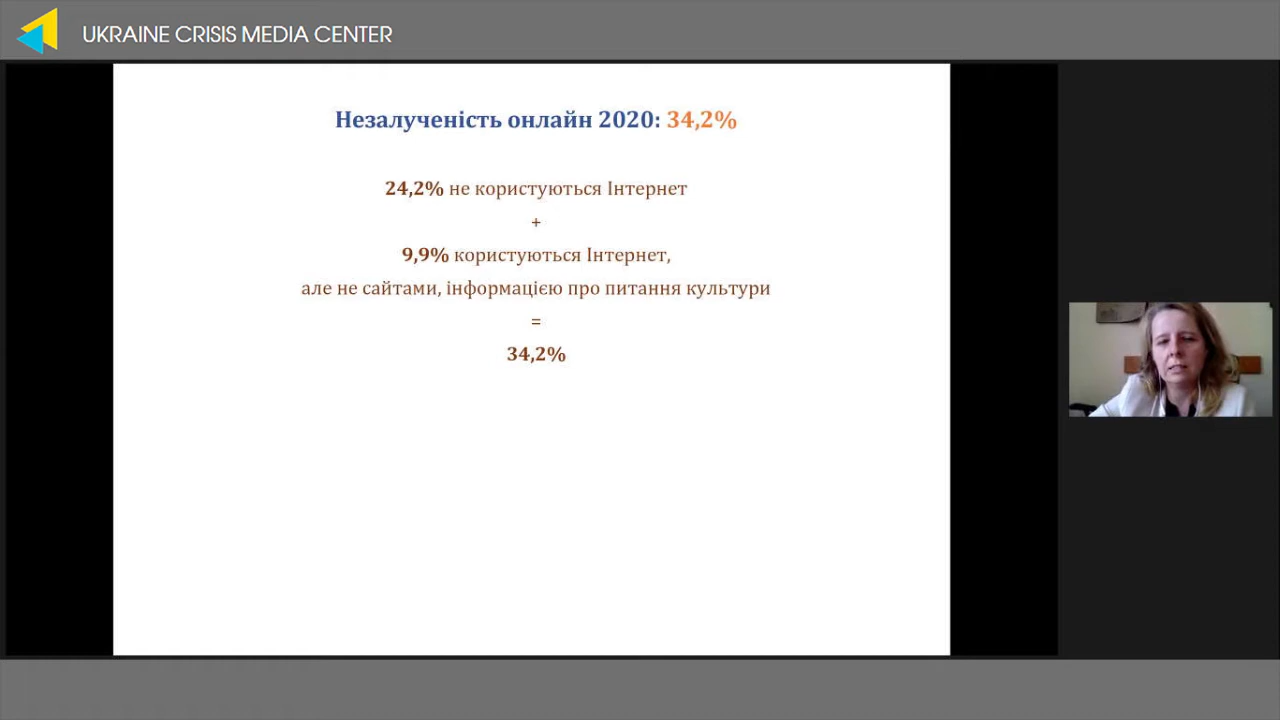 UKRAINE CRISIS MEDIA CENTER
Незалученість онлайн 2020: 34,2%
24,2% не користуються Інтернет
+
9,9% користуються Інтернет,
але не сайтами, інформацією про питання культури
=
34,2%